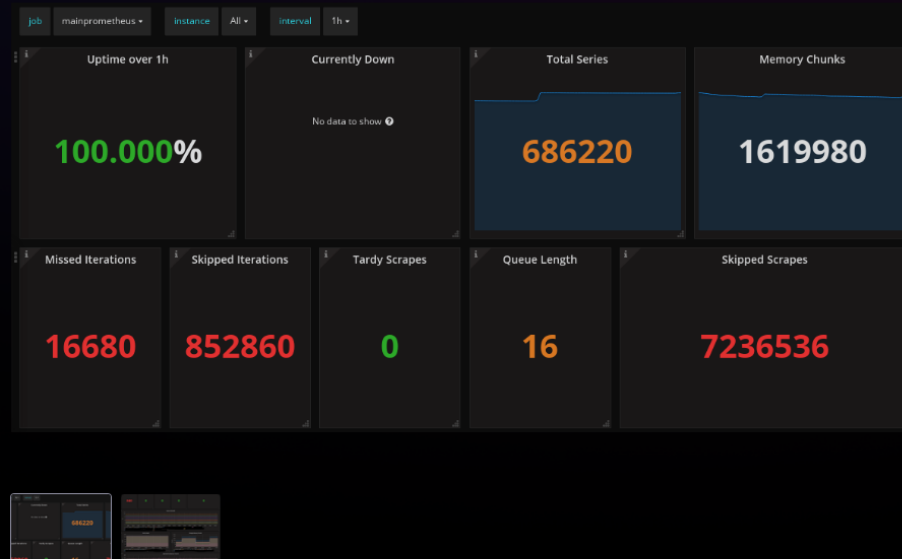 job mainprometheus instance All interval 1h
Uptime over 1h
100.000%
Currently Down
No data to show
Total Series
686220
Memory Chunks
1619980
Missed Iterations
16680
Skipped Iterations
852860
Tardy Scrapes
0
Queue Length
16
Skipped Scrapes
7236536
686220